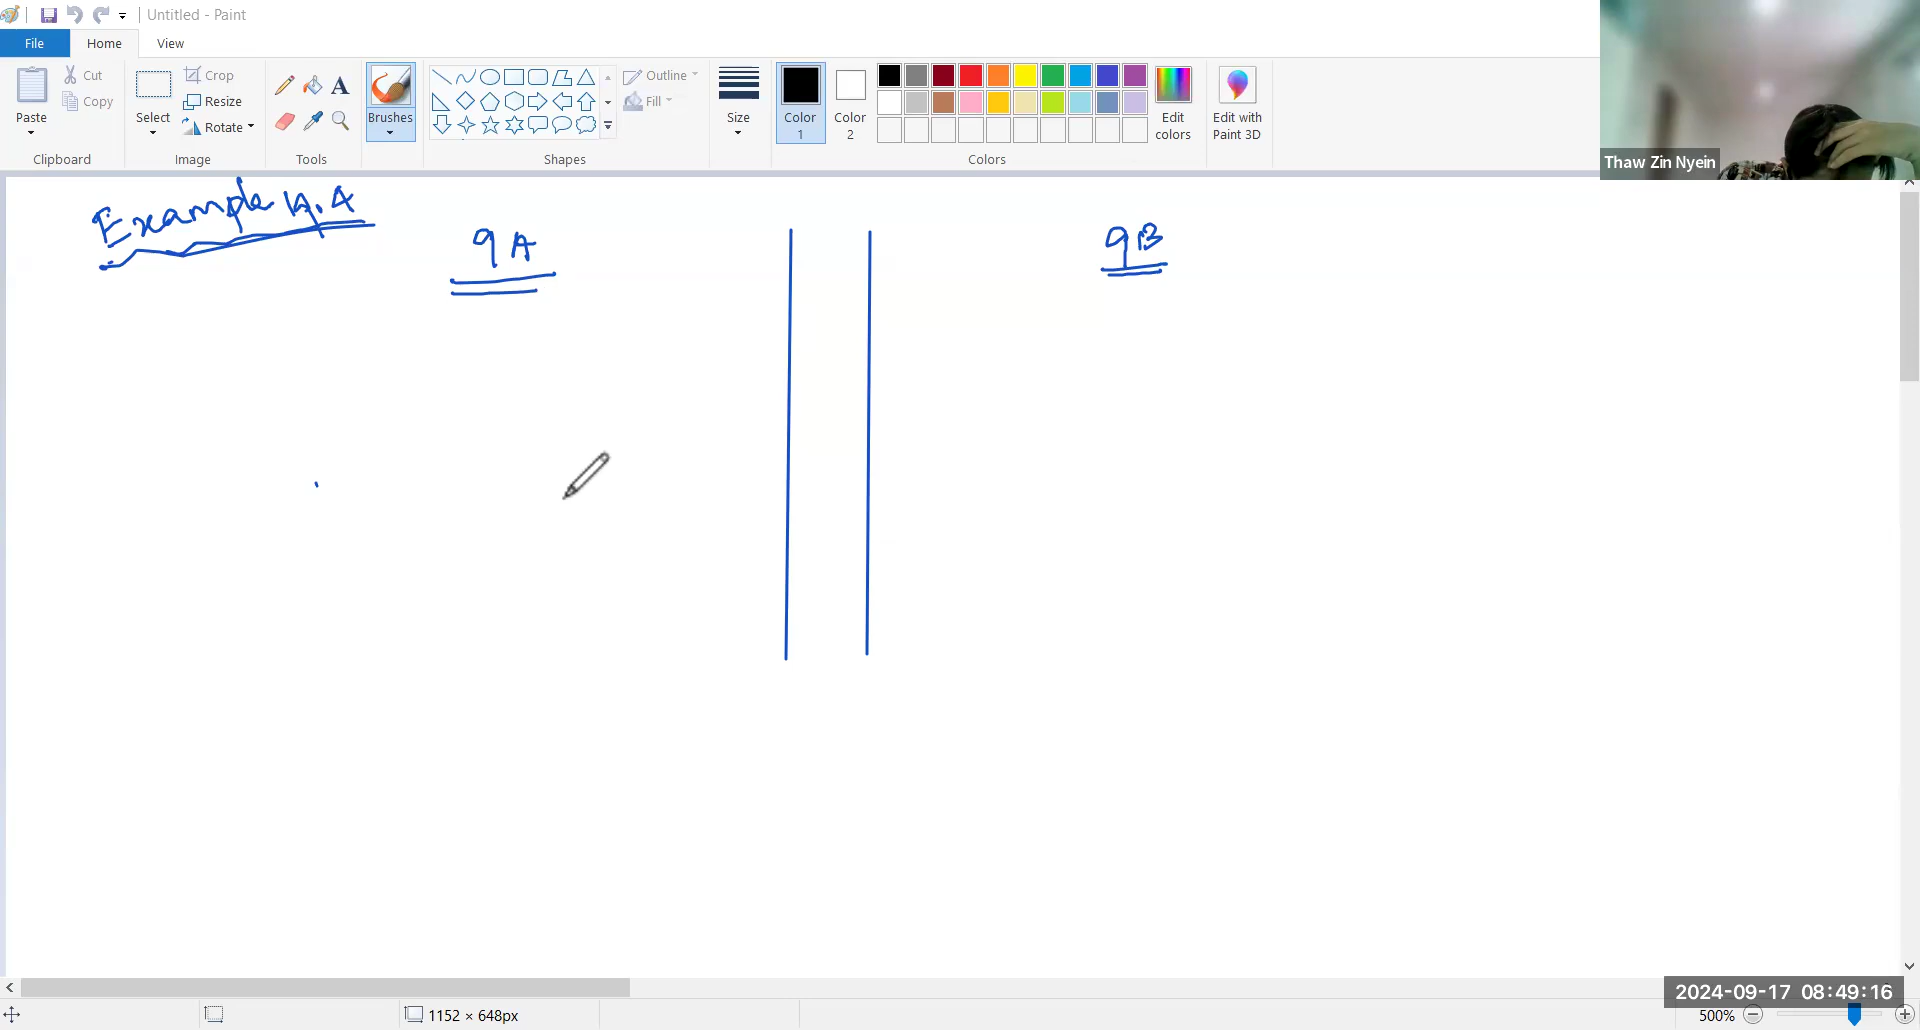 Untitled - Paint
File Home View
Paste Cut Copy Clipboard
Select Crop Resize Rotate Image
Tools
Brushes
Outline Fill Shapes
Size
Color 1 Color 2 Edit colors Colors
Edit with Paint 3D
Thaw Zin Nyein
Example 14.4
9A 9B
2024-09-17 08:49:16
1152 × 648px 500%